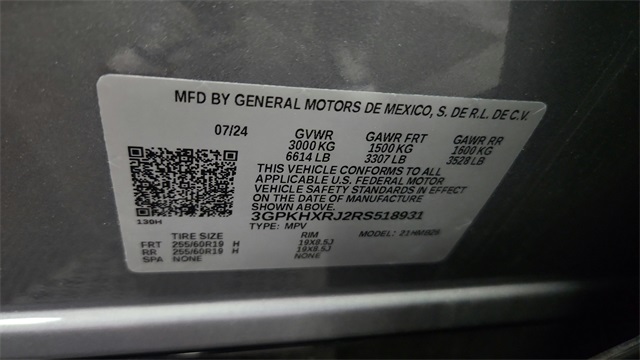 MFD BY GENERAL MOTORS DE MEXICO, S. DE R.L. DE C.V.
07/24 GVWR GAWR FRT GAWR RR
3000 KG 1500 KG 1600 KG
6614 LB 3307 LB 3528 LB
THIS VEHICLE CONFORMS TO ALL
APPLICABLE U.S. FEDERAL MOTOR
VEHICLE SAFETY STANDARDS IN EFFECT
ON THE DATE OF MANUFACTURE
SHOWN ABOVE.
3GPKHXRJ2RS518931
130H
TYPE: MPV MODEL:
TIRE SIZE RIM
FRT 255/60R19 H 19X8.5J
RR 255/60R19 H 19X8.5J
SPA NONE NONE